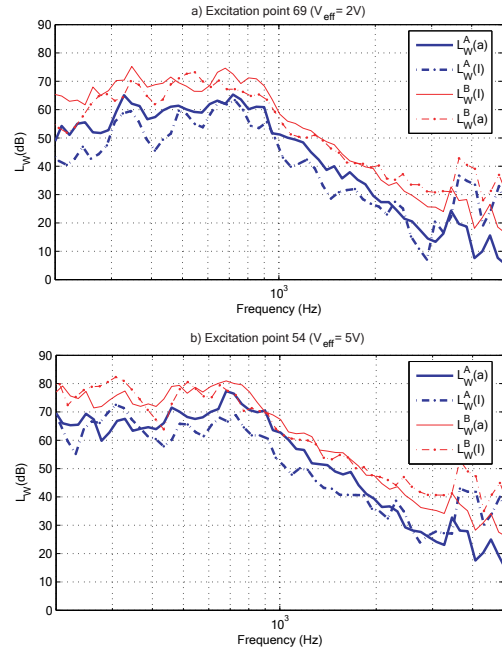 a) Excitation point 69 (V_eff = 2V)
L_W^A(a)
L_W^A(I)
L_W^B(I)
L_W^B(a)
90
80
70
60
50
40
30
20
10
0
L_W(dB)
10^3
Frequency (Hz)
b) Excitation point 54 (V_eff = 5V)
L_W^A(a)
L_W^A(I)
L_W^B(a)
L_W^B(I)
90
80
70
60
50
40
30
20
10
0
L_W(dB)
10^3
Frequency (Hz)